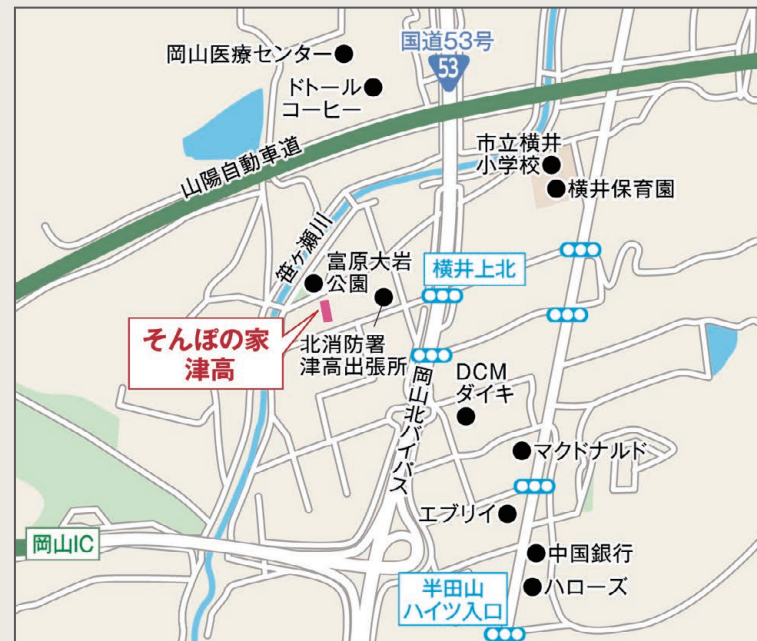 岡山医療センター
国道53号
53
ドトール
コーヒー
市立横井
小学校
横井保育園
山陽自動車道
笹ヶ瀬川
富原大岩
公園
横井上北
そんぽの家
津高
北消防署
津高出張所
岡山北バイパス
DCM
ダイキ
マクドナルド
エブリイ
岡山IC
中国銀行
半田山
ハイツ入口
ハローズ